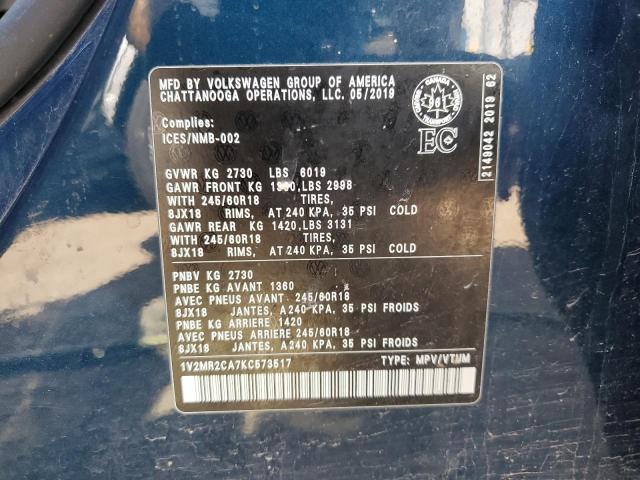 MFD BY VOLKSWAGEN GROUP OF AMERICA
CHATTANOOGA OPERATIONS, LLC. 05/2019
Complies:
ICES/NMB-002
CANADA
96
EC
2149042 2019 62
GVWR KG 2730 LBS 6019
GAWR FRONT KG 1360,LBS 2998
WITH 245/60R18 TIRES,
8JX18 RIMS, AT 240 KPA, 35 PSI COLD
GAWR REAR KG 1420,LBS 3131
WITH 245/60R18 TIRES,
8JX18 RIMS, AT 240 KPA, 35 PSI COLD
PNBV KG 2730
PNBE KG AVANT 1360
AVEC PNEUS AVANT 245/60R18
8JX18 JANTES, A240 KPA, 35 PSI FROIDS
PNBE KG ARRIERE 1420
AVEC PNEUS ARRIERE 245/60R18
8JX18 JANTES, A240 KPA, 35 PSI FROIDS
1V2MR2CA7KC573517 TYPE: MPV/VTUM